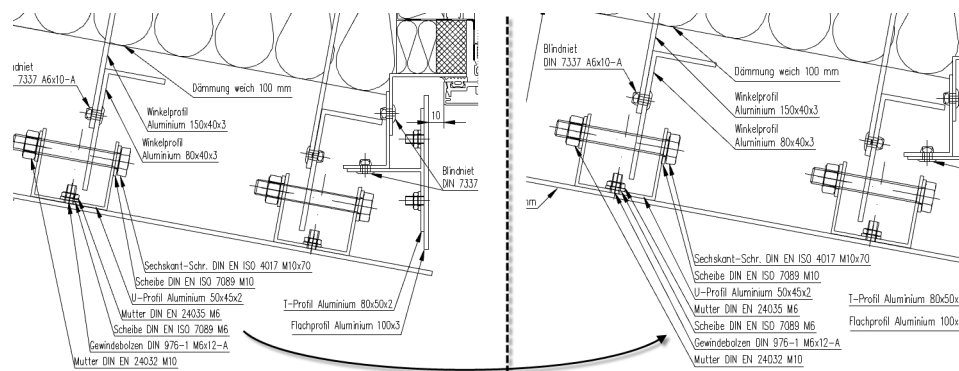 dniet
7337 A6x10-A
Dämmung weich 100 mm
Winkelprofil
Aluminium 150x40x3
Winkelprofil
Aluminium 80x40x3
10
Blindniet
DIN 7337
Sechskant-Schr. DIN EN ISO 4017 M10x70
Scheibe DIN EN ISO 7089 M10
U-Profil Aluminium 50x45x2
Mutter DIN EN 24035 M6
Scheibe DIN EN ISO 7089 M6
Gewindebolzen DIN 976-1 M6x12-A
Mutter DIN EN 24032 M10
T-Profil Aluminium 80x50x2
Flachprofil Aluminium 100x3
Blindniet
DIN 7337 A6x10-A
Dämmung weich 100 mm
Winkelprofil
Aluminium 150x40x3
Winkelprofil
Aluminium 80x40x3
Sechskant-Schr. DIN EN ISO 4017 M10x70
Scheibe DIN EN ISO 7089 M10
U-Profil Aluminium 50x45x2
Mutter DIN EN 24035 M6
Scheibe DIN EN ISO 7089 M6
Gewindebolzen DIN 976-1 M6x12-A
Mutter DIN EN 24032 M10
T-Profil Aluminium 80x50x
Flachprofil Aluminium 100x